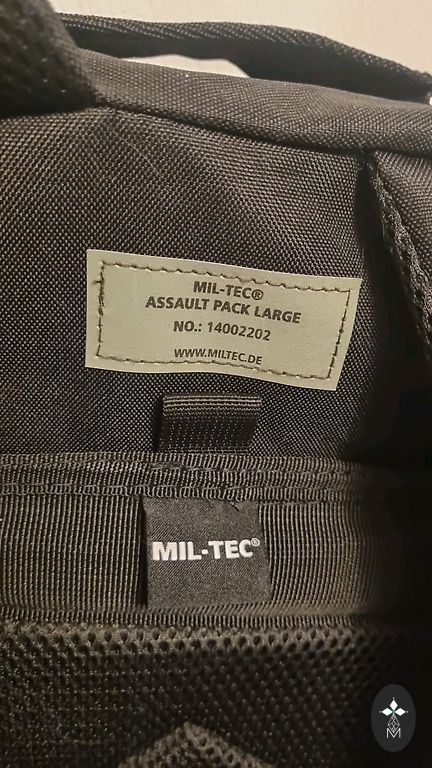 MIL-TEC®
ASSAULT PACK LARGE
NO.: 14002202
WWW.MILTEC.DE
MIL-TEC®
M